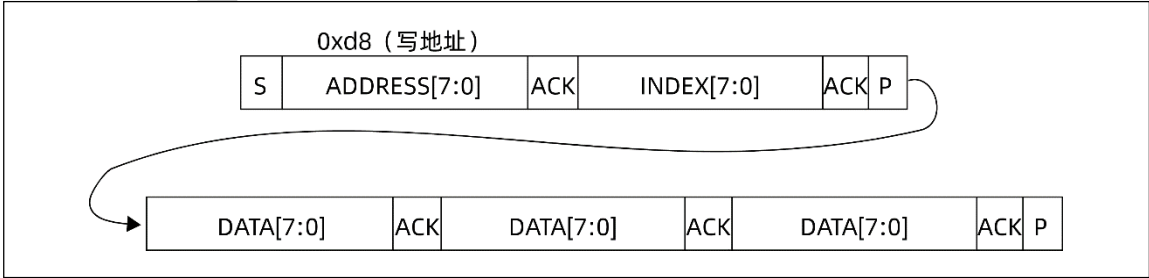 0xd8（写地址）
S ADDRESS[7:0] ACK INDEX[7:0] ACK P
DATA[7:0] ACK DATA[7:0] ACK DATA[7:0] ACK P